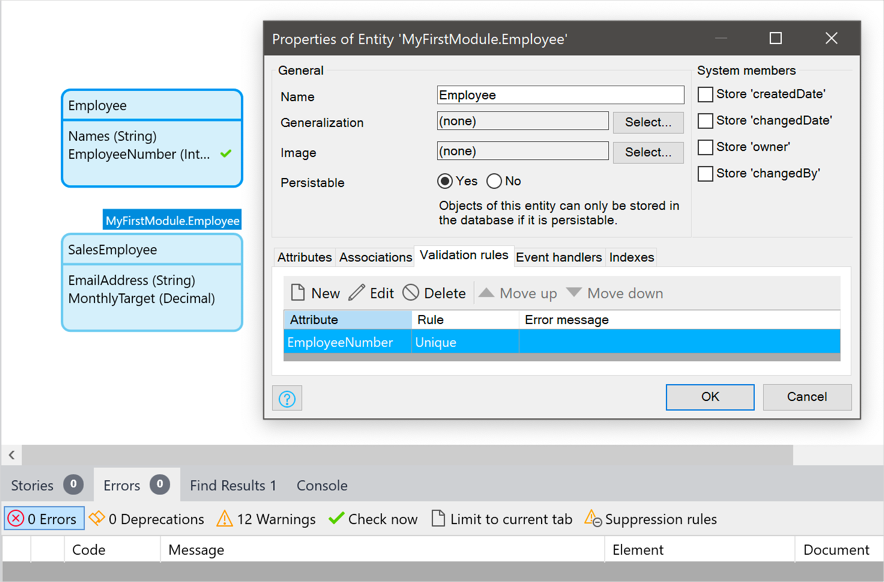 Properties of Entity 'MyFirstModule.Employee'
General
Name
Employee
Generalization
(none)
Select...
Image
(none)
Select...
Persistable
Yes
No
Objects of this entity can only be stored in
the database if it is persistable.
System members
Store 'createdDate'
Store 'changedDate'
Store 'owner'
Store 'changedBy'
Employee
Names (String)
EmployeeNumber (Int...
MyFirstModule.Employee
SalesEmployee
EmailAddress (String)
MonthlyTarget (Decimal)
Attributes
Associations
Validation rules
Event handlers
Indexes
New
Edit
Delete
Move up
Move down
Attribute
Rule
Error message
EmployeeNumber
Unique
?
OK
Cancel
Stories 0
Errors 0
Find Results 1
Console
0 Errors
0 Deprecations
12 Warnings
Check now
Limit to current tab
Suppression rules
Code
Message
Element
Document